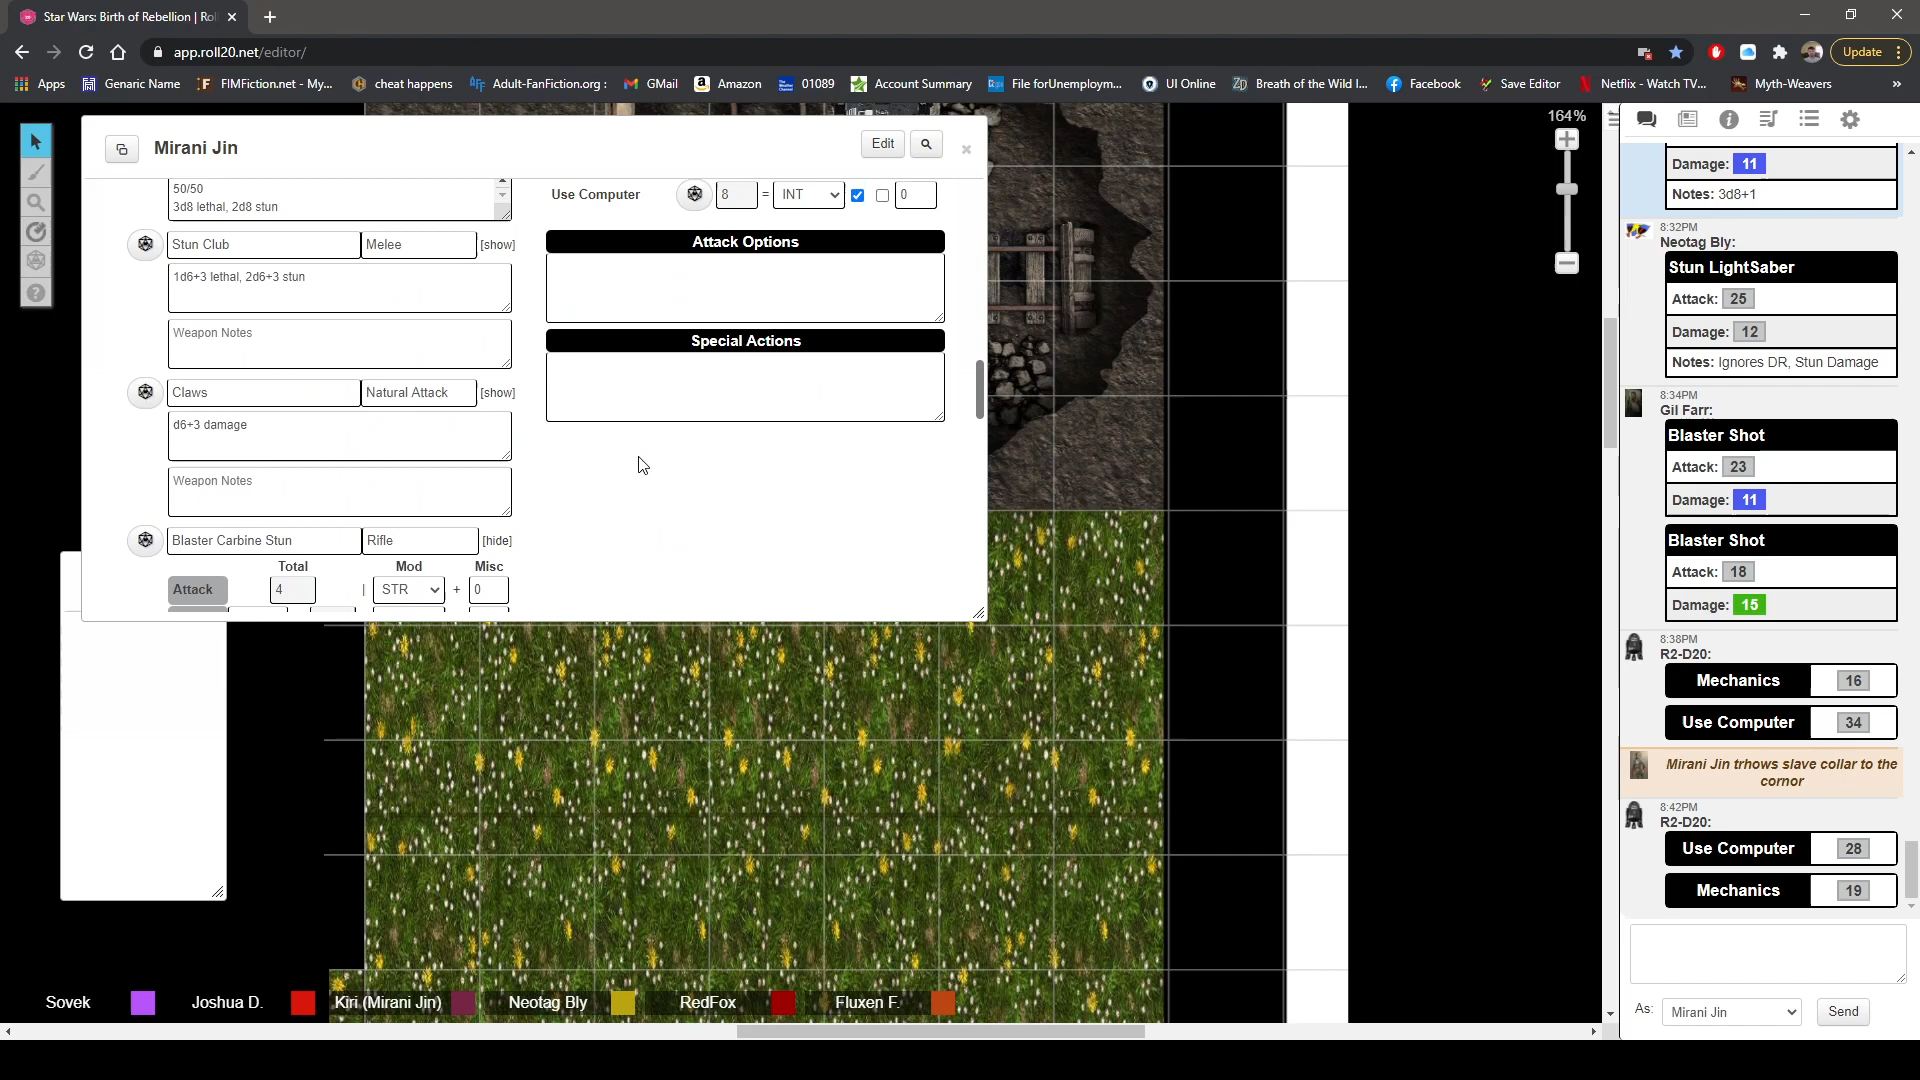 Star Wars: Birth of Rebellion | Rol
app.roll20.net/editor/
Update
Apps
Genaric Name
FIMFiction.net - My...
cheat happens
Adult-FanFiction.org :
GMail
Amazon
01089
Account Summary
File forUnemploym...
UI Online
Breath of the Wild I...
Facebook
Save Editor
Netflix - Watch TV...
Myth-Weavers
»
164%
Mirani Jin
Edit
50/50
3d8 lethal, 2d8 stun
Use Computer
8
=
INT
0
Stun Club
Melee
[show]
1d6+3 lethal, 2d6+3 stun
Weapon Notes
Attack Options
Special Actions
Claws
Natural Attack
[show]
d6+3 damage
Weapon Notes
Blaster Carbine Stun
Rifle
[hide]
Total
Mod
Misc
Attack
4
|
STR
+
0
Damage: 11
Notes: 3d8+1
8:32PM
Neotag Bly:
Stun LightSaber
Attack: 25
Damage: 12
Notes: Ignores DR, Stun Damage
8:34PM
Gil Farr:
Blaster Shot
Attack: 23
Damage: 11
Blaster Shot
Attack: 18
Damage: 15
8:38PM
R2-D20:
Mechanics 16
Use Computer 34
Mirani Jin trhows slave collar to the
cornor
8:42PM
R2-D20:
Use Computer 28
Mechanics 19
As:
Mirani Jin
Send
Sovek
Joshua D.
Kiri (Mirani Jin)
Neotag Bly
RedFox
Fluxen F.